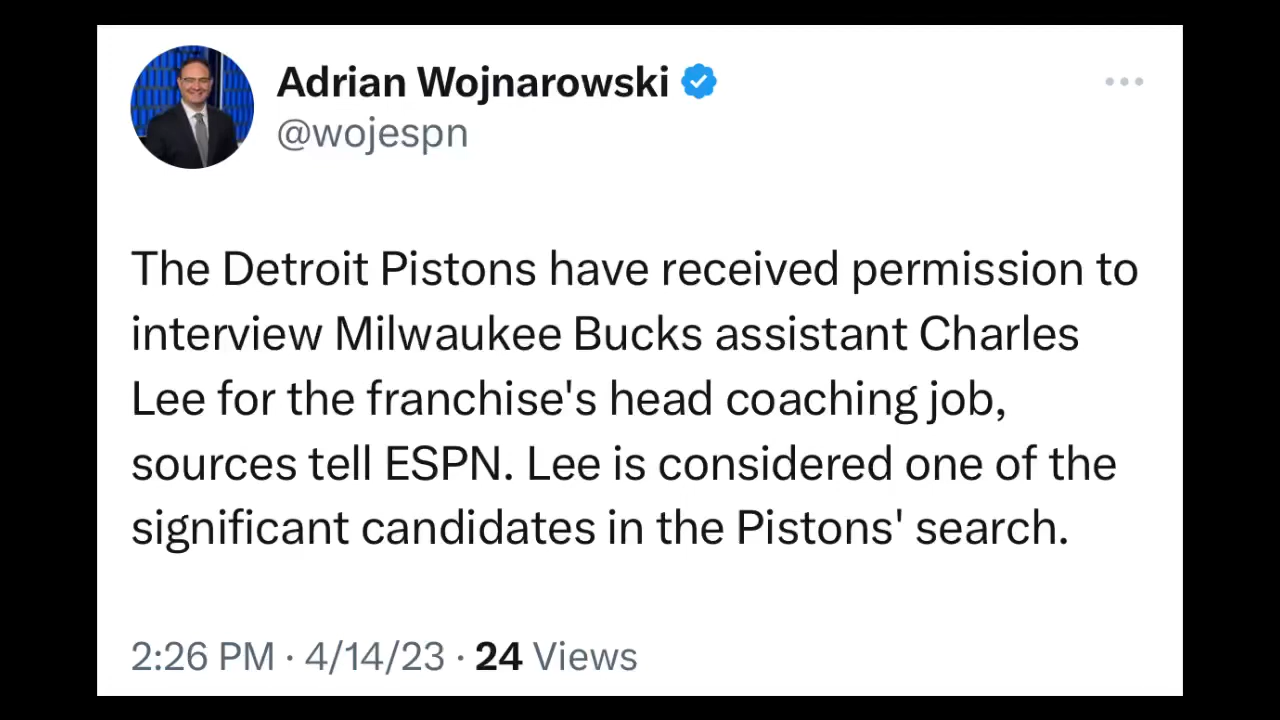 Adrian Wojnarowski
@wojespn
The Detroit Pistons have received permission to
interview Milwaukee Bucks assistant Charles
Lee for the franchise's head coaching job,
sources tell ESPN. Lee is considered one of the
significant candidates in the Pistons' search.
2:26 PM · 4/14/23 · 24 Views